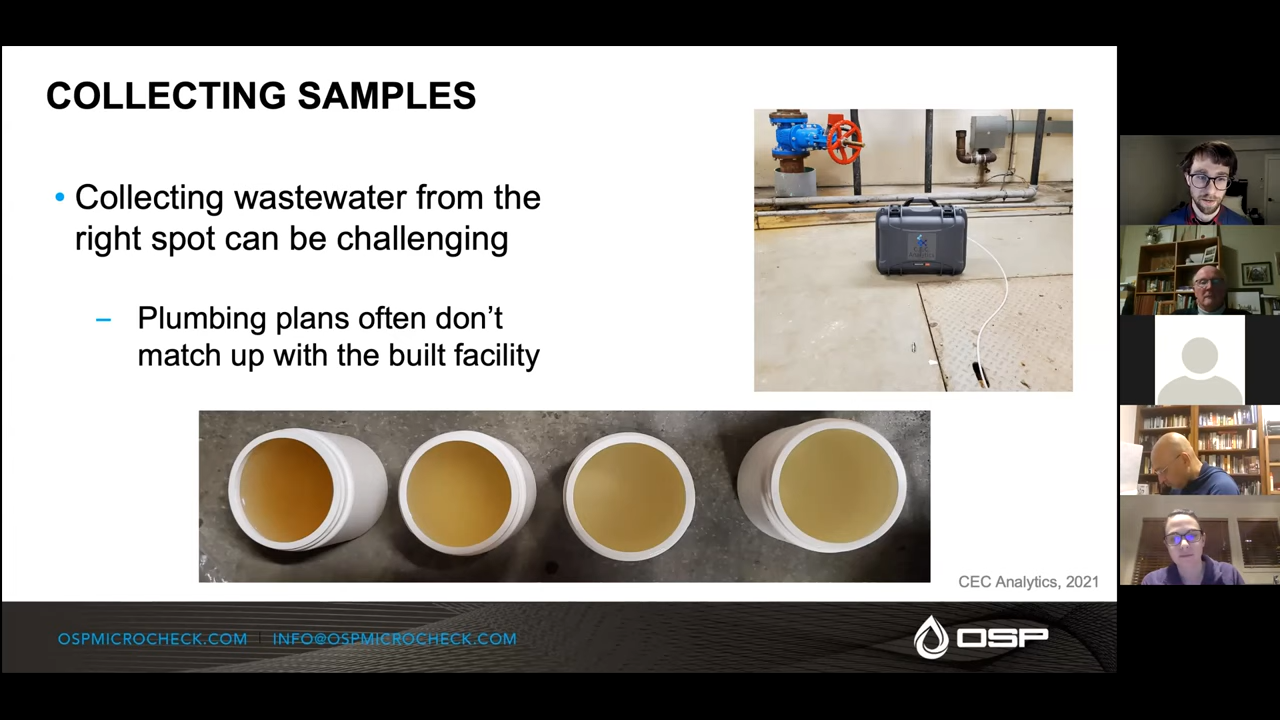 COLLECTING SAMPLES
• Collecting wastewater from the
right spot can be challenging
– Plumbing plans often don’t
match up with the built facility
CEC Analytics, 2021
OSPMICROCHECK.COM | INFO@OSPMICROCHECK.COM
OSP